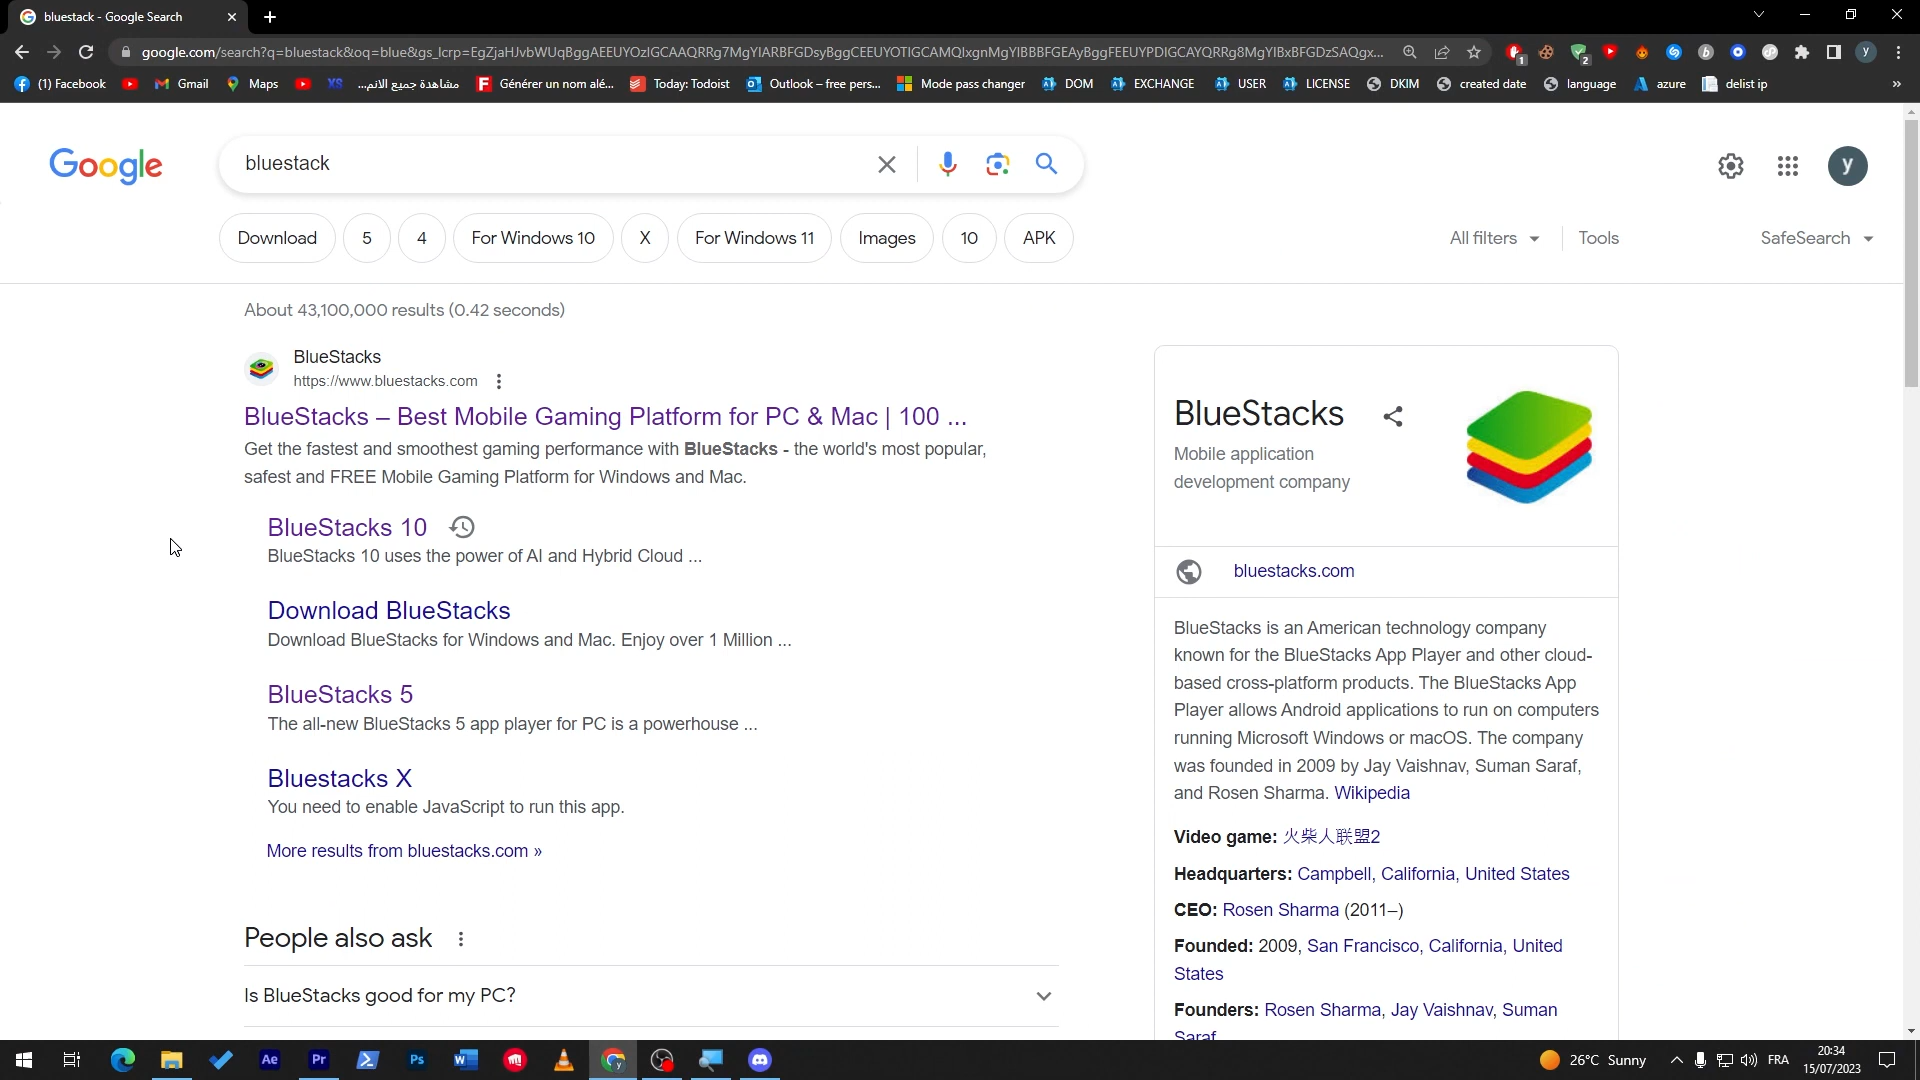 bluestack - Google Search
google.com/search?q=bluestack&oq=blue&gs_lcrp=EgZjaHJvbWUqBggAEEUYOzIGCAAQRRg7MgYIARBFGDsyBggCEEUYOTIGCAMQIxgnMgYIBBBFGEAyBggFEEUYPDIGCAYQRRg8MgYIBxBFGDzSAQgx...
1
2
y
(1) Facebook
Gmail
Maps
XS
مشاهدة جميع الانم...
Générer un nom alé...
Today: Todoist
Outlook – free pers...
Mode pass changer
DOM
EXCHANGE
USER
LICENSE
DKIM
created date
language
azure
delist ip
»
Google
bluestack
y
Download
5
4
For Windows 10
X
For Windows 11
Images
10
APK
All filters
Tools
SafeSearch
About 43,100,000 results (0.42 seconds)
BlueStacks
https://www.bluestacks.com
BlueStacks – Best Mobile Gaming Platform for PC & Mac | 100 ...
Get the fastest and smoothest gaming performance with BlueStacks - the world's most popular,
safest and FREE Mobile Gaming Platform for Windows and Mac.
BlueStacks 10
BlueStacks 10 uses the power of AI and Hybrid Cloud ...
Download BlueStacks
Download BlueStacks for Windows and Mac. Enjoy over 1 Million ...
BlueStacks 5
The all-new BlueStacks 5 app player for PC is a powerhouse ...
Bluestacks X
You need to enable JavaScript to run this app.
More results from bluestacks.com »
People also ask
Is BlueStacks good for my PC?
BlueStacks
Mobile application
development company
bluestacks.com
BlueStacks is an American technology company
known for the BlueStacks App Player and other cloud-
based cross-platform products. The BlueStacks App
Player allows Android applications to run on computers
running Microsoft Windows or macOS. The company
was founded in 2009 by Jay Vaishnav, Suman Saraf,
and Rosen Sharma. Wikipedia
Video game: 火柴人联盟2
Headquarters: Campbell, California, United States
CEO: Rosen Sharma (2011–)
Founded: 2009, San Francisco, California, United
States
Founders: Rosen Sharma, Jay Vaishnav, Suman
Saraf
Ae
Pr
Ps
26°C Sunny
FRA
20:34
15/07/2023